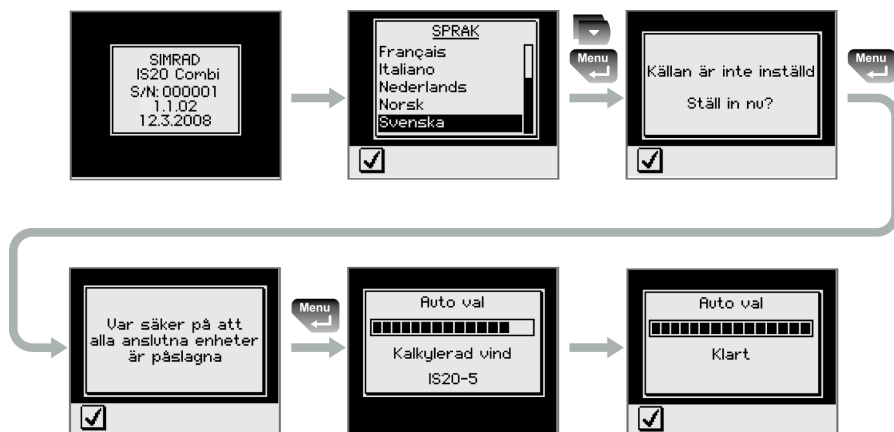 SIMRAD
IS20 Combi
S/N: 000001
1.1.02
12.3.2008
SPRAK
Français
Italiano
Nederlands
Norsk
Svenska
Menu
Källan är inte inställd
Ställ in nu?
Menu
Var säker på att
alla anslutna enheter
är påslagna
Menu
Auto val
Kalkylerad vind
IS20-5
Auto val
Klart